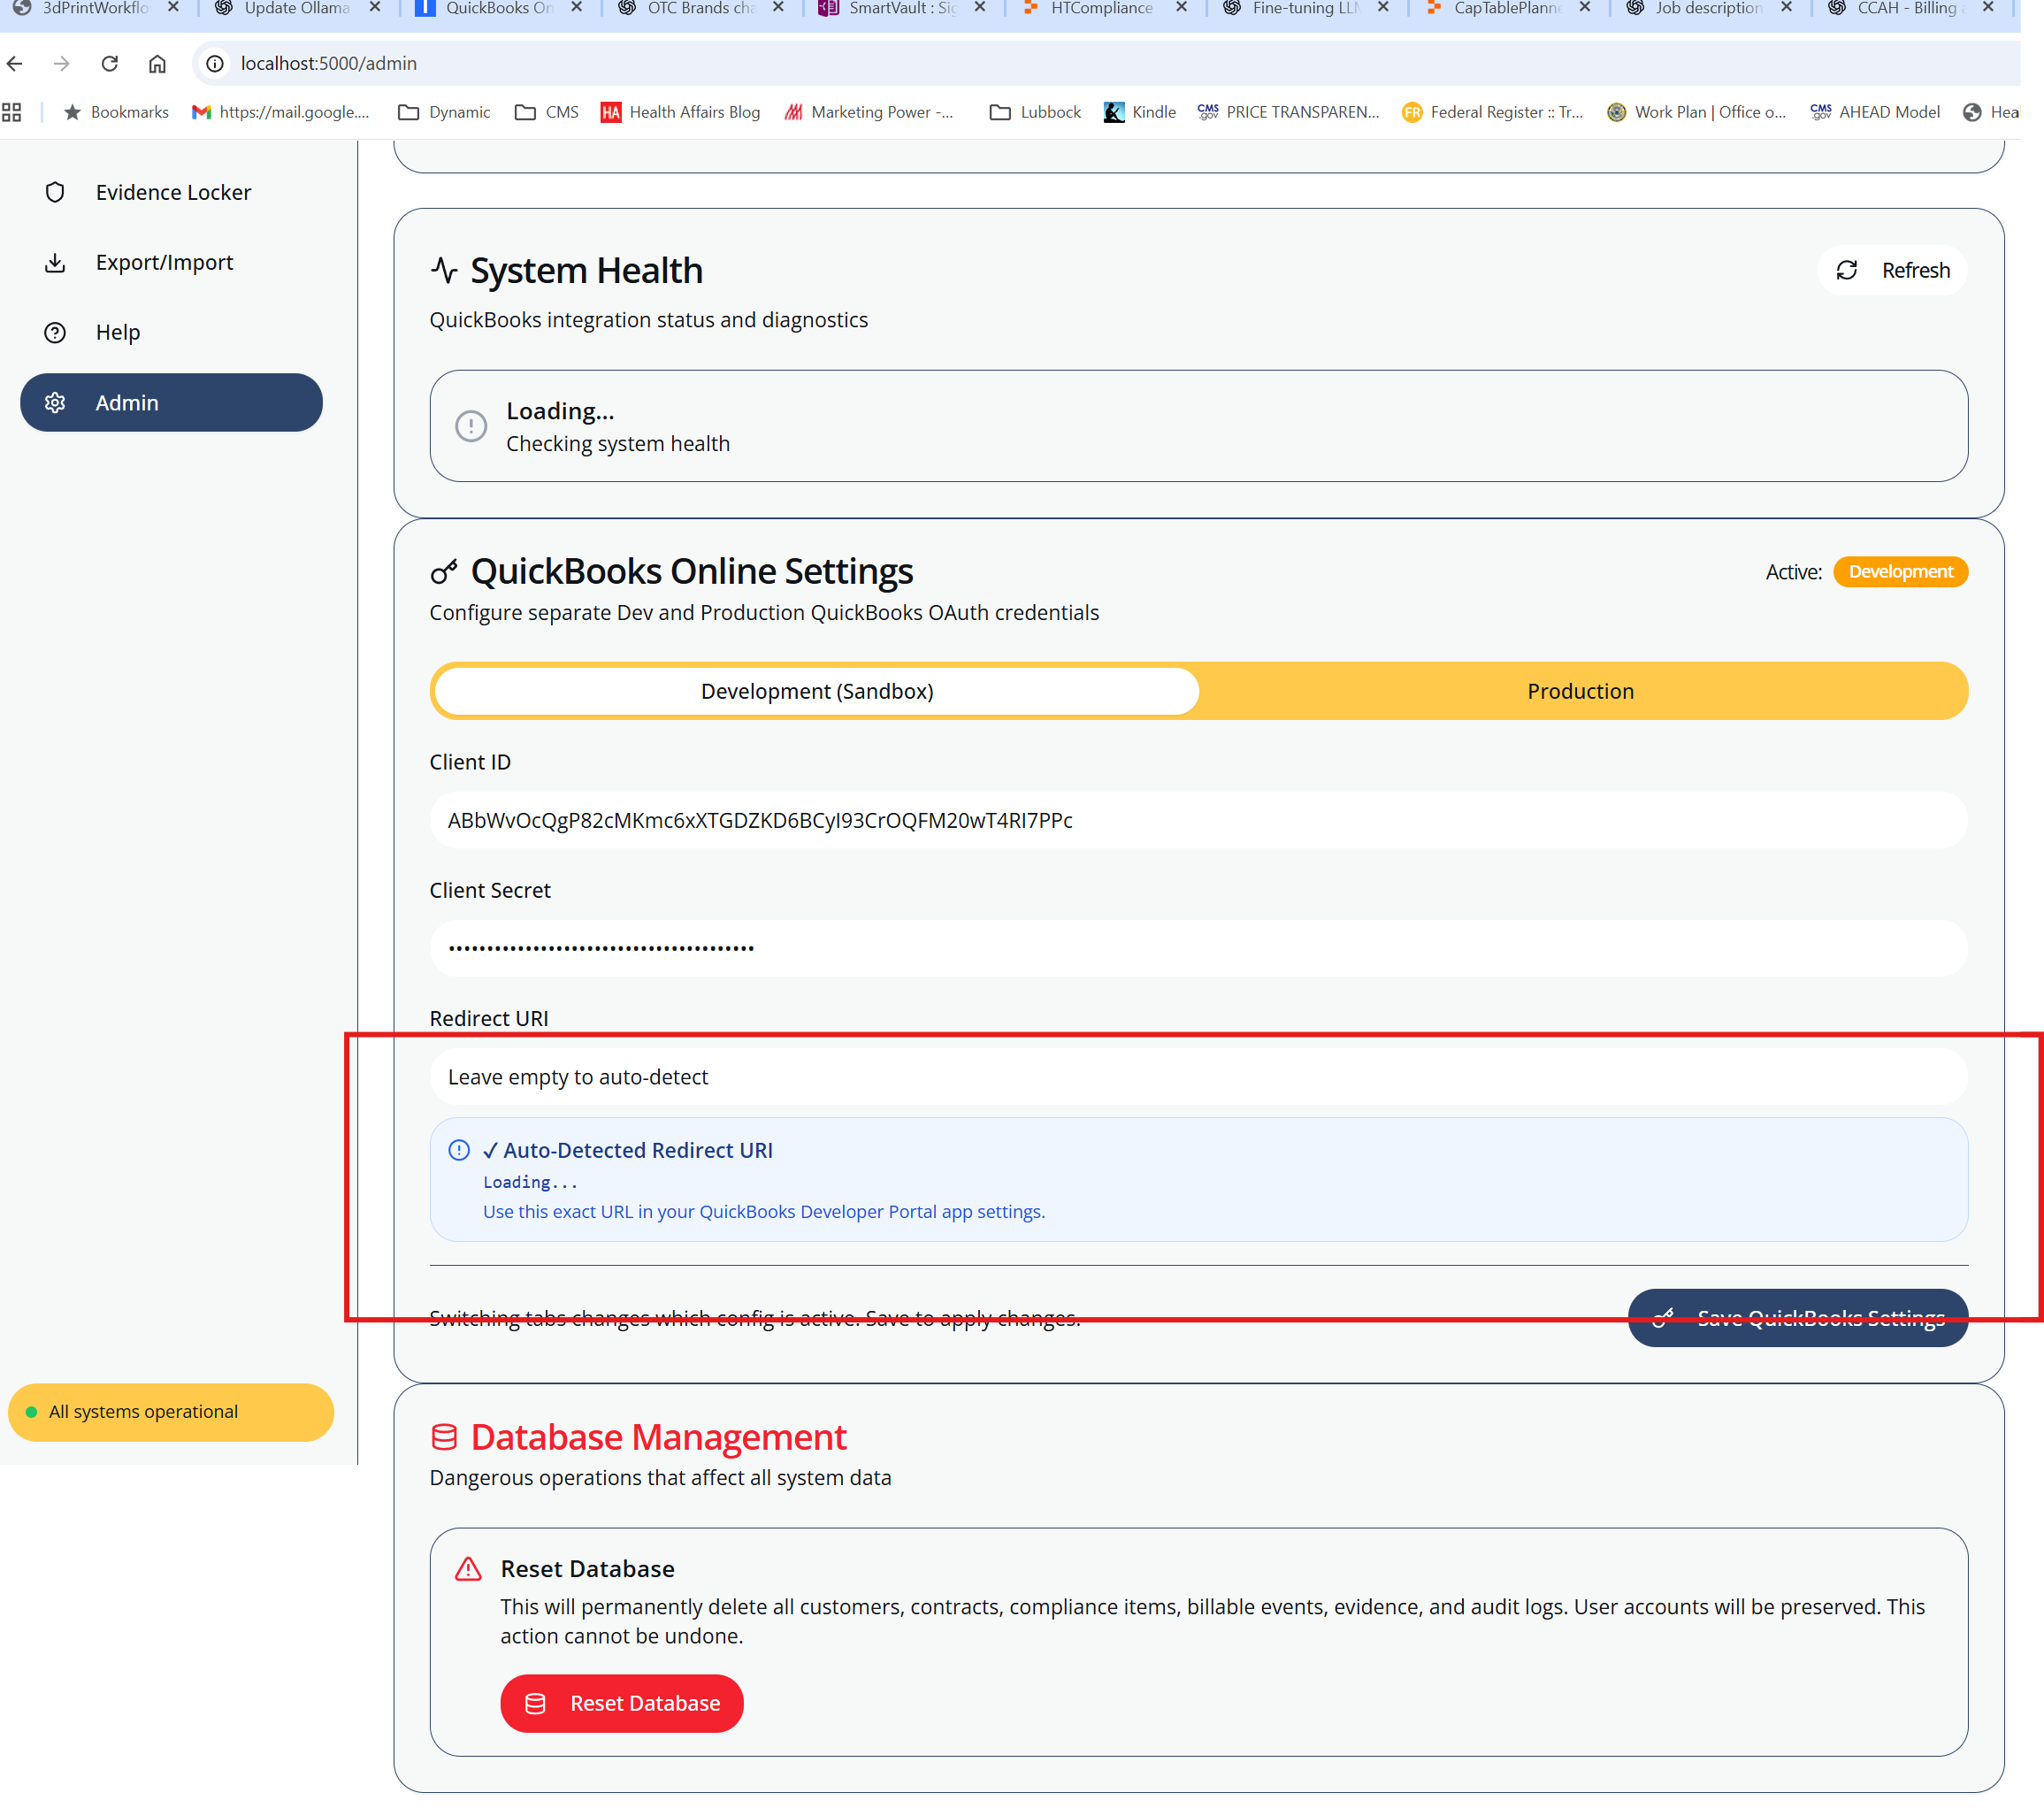 3dPrintWorkflo
Update Ollama
QuickBooks On
OTC Brands cha
SmartVault : Sig
HTCompliance
Fine-tuning LLM
CapTablePlanne
Job description
CCAH - Billing a
localhost:5000/admin
Bookmarks
https://mail.google....
Dynamic
CMS
HA Health Affairs Blog
Marketing Power -...
Lubbock
Kindle
CMS.gov PRICE TRANSPAREN...
FR Federal Register :: Tr...
Work Plan | Office o...
CMS.gov AHEAD Model
Hea
Evidence Locker
Export/Import
Help
Admin
All systems operational
System Health
Refresh
QuickBooks integration status and diagnostics
Loading...
Checking system health
QuickBooks Online Settings
Active: Development
Configure separate Dev and Production QuickBooks OAuth credentials
Development (Sandbox)
Production
Client ID
ABbWvOcQgP82cMKmc6xXTGDZKD6BCyI93CrOQFM20wT4RI7PPc
Client Secret
••••••••••••••••••••••••••••••••••••••••
Redirect URI
Leave empty to auto-detect
✓ Auto-Detected Redirect URI
Loading...
Use this exact URL in your QuickBooks Developer Portal app settings.
Switching tabs changes which config is active. Save to apply changes.
Save QuickBooks Settings
Database Management
Dangerous operations that affect all system data
Reset Database
This will permanently delete all customers, contracts, compliance items, billable events, evidence, and audit logs. User accounts will be preserved. This
action cannot be undone.
Reset Database